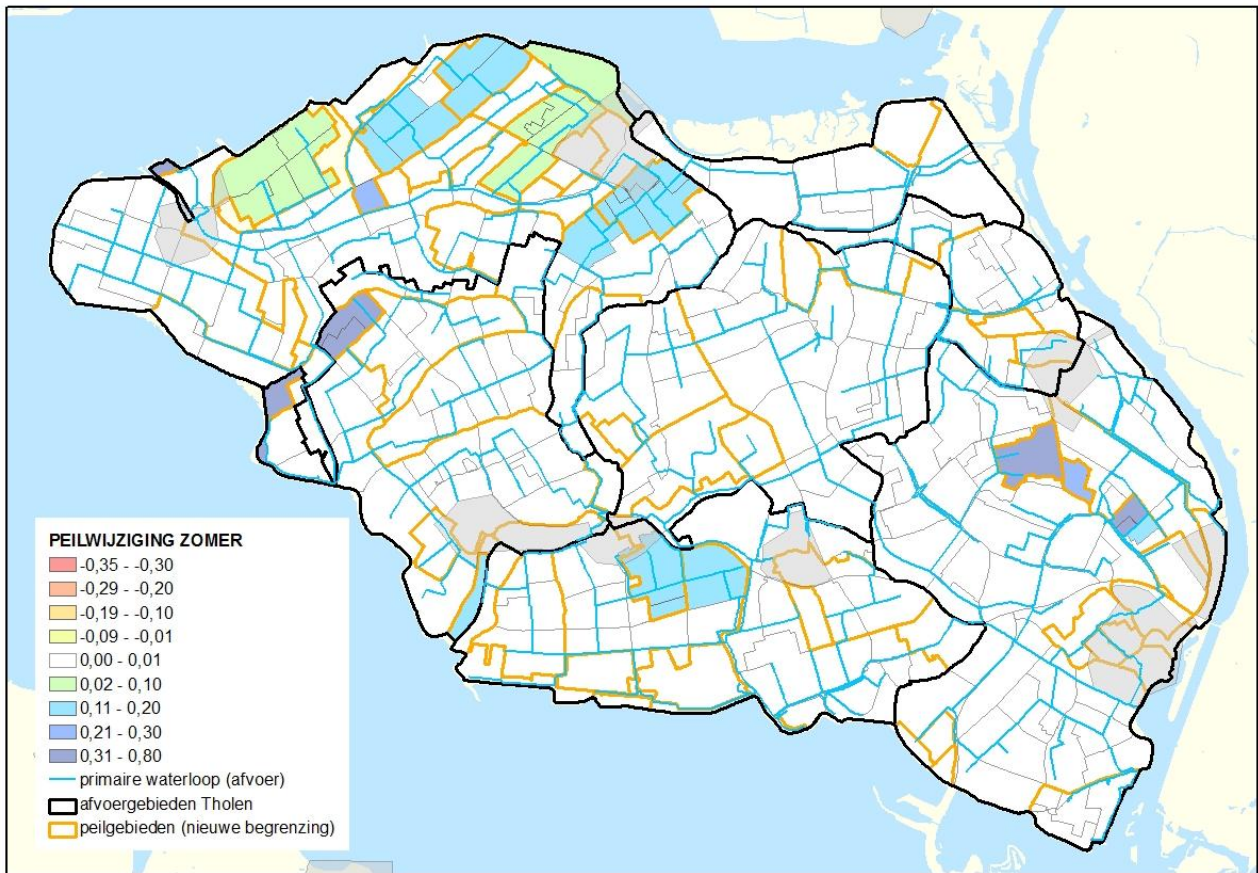 PEILWIJZIGING ZOMER
-0,35 - -0,30
-0,29 - -0,20
-0,19 - -0,10
-0,09 - -0,01
0,00 - 0,01
0,02 - 0,10
0,11 - 0,20
0,21 - 0,30
0,31 - 0,80
primaire waterloop (afvoer)
afvoergebieden Tholen
peilgebieden (nieuwe begrenzing)